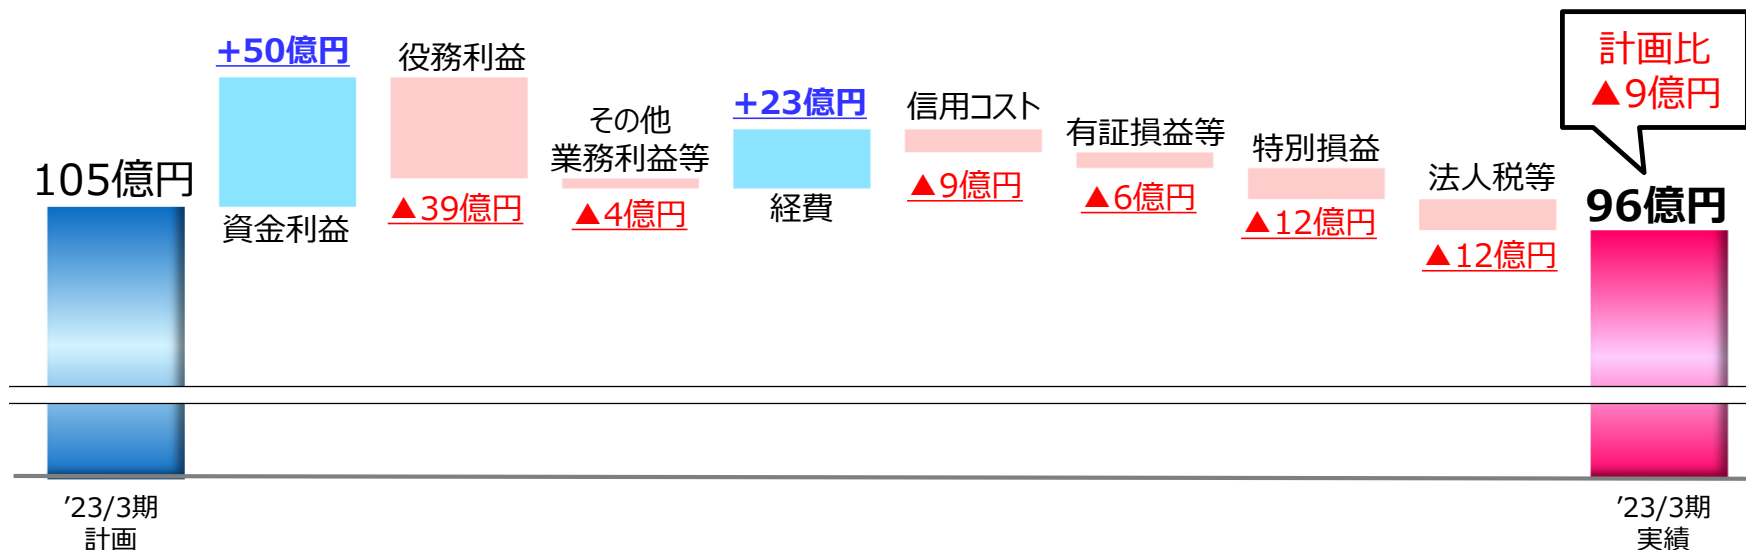 105億円
'23/3期
計画
+50億円
資金利益
役務利益
▲39億円
その他
業務利益等
▲4億円
+23億円
経費
信用コスト
▲9億円
有証損益等
▲6億円
特別損益
▲12億円
法人税等
▲12億円
計画比
▲9億円
96億円
'23/3期
実績